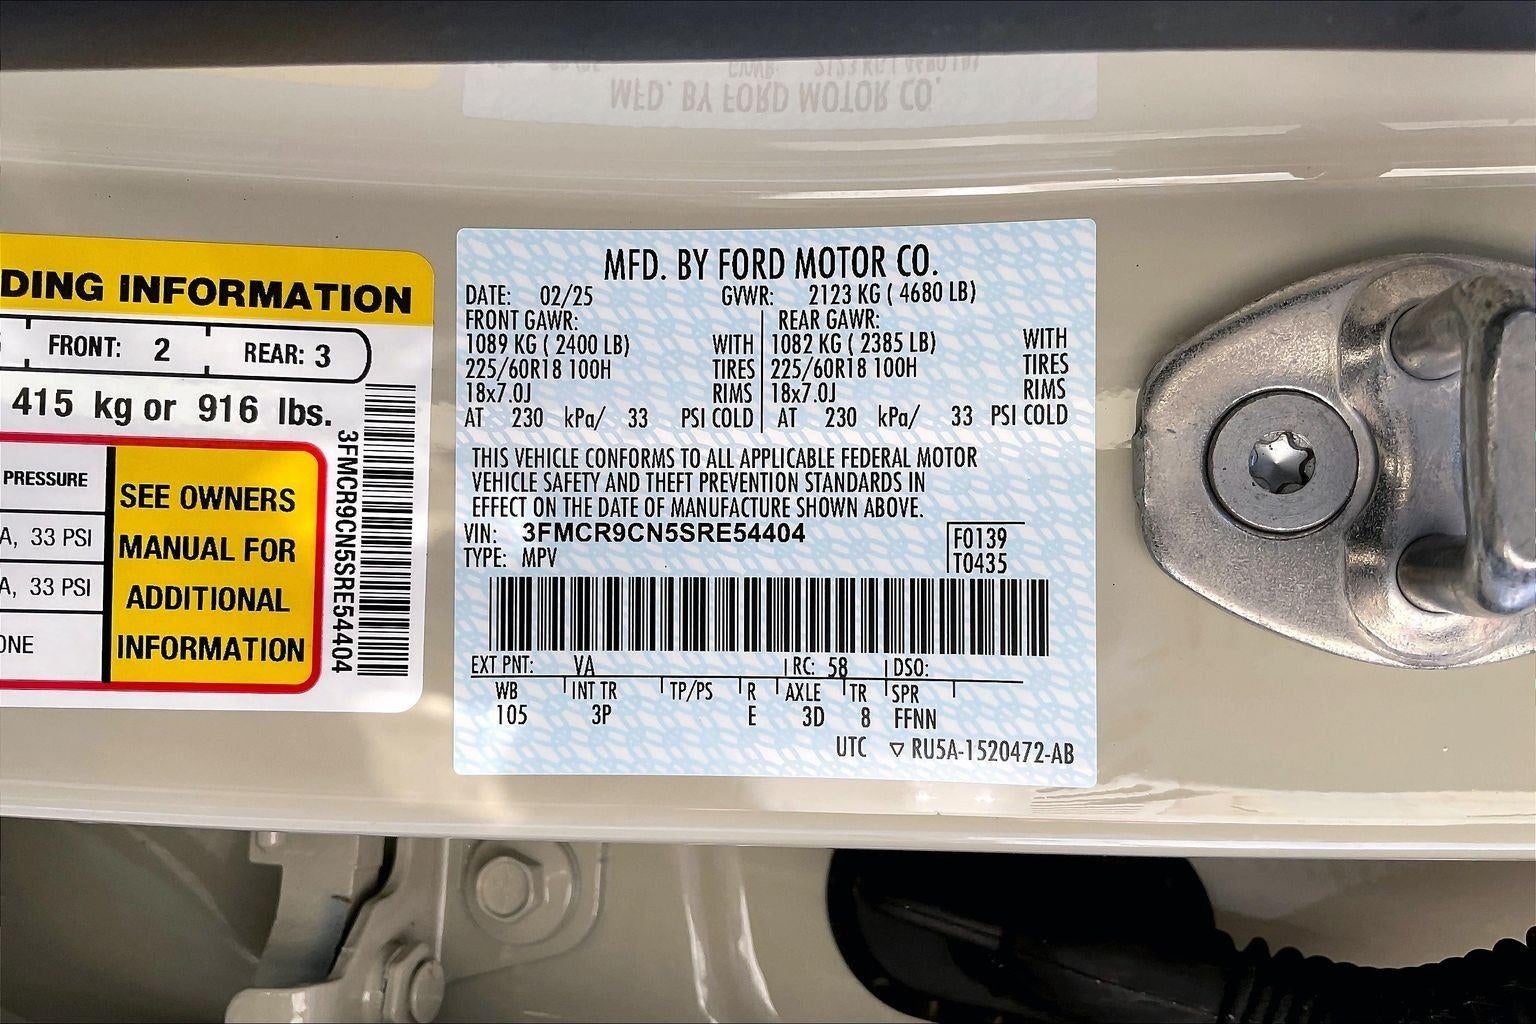 DING INFORMATION
FRONT: 2 REAR: 3
415 kg or 916 lbs.
PRESSURE
A, 33 PSI
A, 33 PSI
ONE
SEE OWNERS
MANUAL FOR
ADDITIONAL
INFORMATION
3FMCR9CN5SRE54404
MFD. BY FORD MOTOR CO.
DATE: 02/25 GVWR: 2123 KG ( 4680 LB)
FRONT GAWR: REAR GAWR:
1089 KG ( 2400 LB) WITH 1082 KG ( 2385 LB) WITH
225/60R18 100H TIRES 225/60R18 100H TIRES
18x7.0J RIMS 18x7.0J RIMS
AT 230 kPa/ 33 PSI COLD AT 230 kPa/ 33 PSI COLD
THIS VEHICLE CONFORMS TO ALL APPLICABLE FEDERAL MOTOR
VEHICLE SAFETY AND THEFT PREVENTION STANDARDS IN
EFFECT ON THE DATE OF MANUFACTURE SHOWN ABOVE.
VIN: 3FMCR9CN5SRE54404 F0139
TYPE: MPV T0435
EXT PNT: VA RC: 58 DSO:
WB INT TR TP/PS R AXLE TR SPR
105 3P E 3D 8 FFNN
UTC ▽ RU5A-1520472-AB